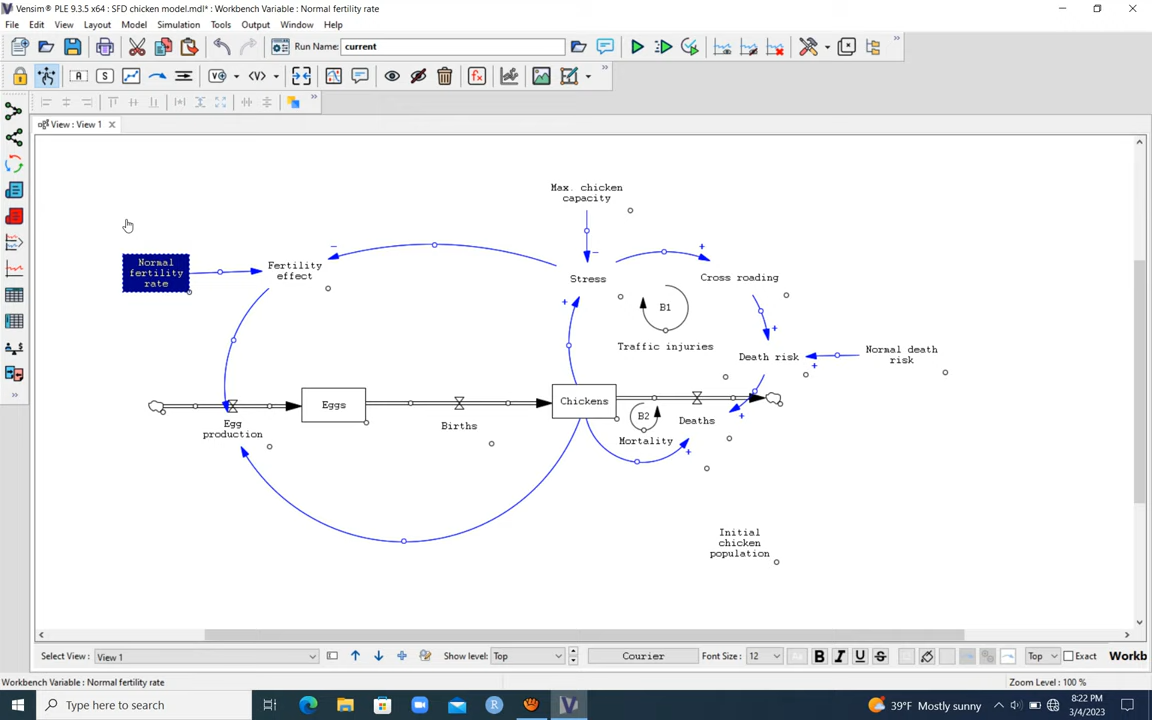 Vensim® PLE 9.3.5 x64 : SFD chicken model.mdl* : Workbench Variable : Normal fertility rate
File Edit View Layout Model Simulation Tools Output Window Help
Run Name: current
A S
View : View 1
Max. chicken
capacity
Normal
fertility
rate
Fertility
effect
Stress
Cross roading
B1
Traffic injuries
Death risk
Normal death
risk
Eggs
Chickens
Egg
production
Births
B2
Deaths
Mortality
Initial
chicken
population
Select View: View 1 Show level: Top Courier Font Size: 12 B I U S Top Exact Workb
Workbench Variable : Normal fertility rate Zoom Level: 100 %
Type here to search
39°F Mostly sunny
8:22 PM
3/4/2023